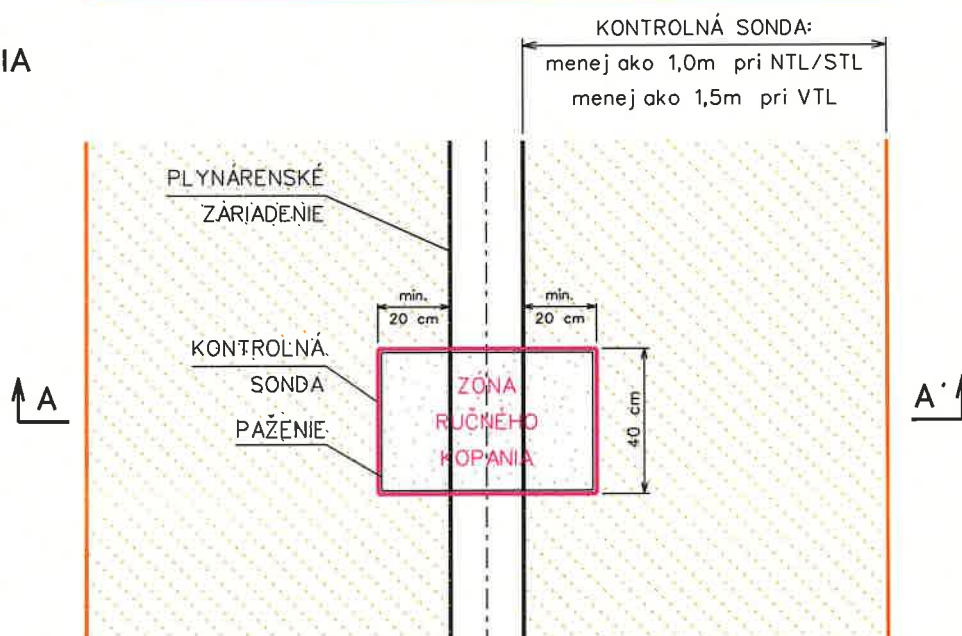 KONTROLNÁ SONDA:
menej ako 1,0m pri NTL/STL
menej ako 1,5m pri VTL
IA
PLYNÁRENSKÉ
ZARIADENIE
min.
20 cm
min.
20 cm
KONTROLNÁ
SONDA
PAŽENIE
ZÓNA
RUČNÉHO
KOPANIA
40 cm
A
A'